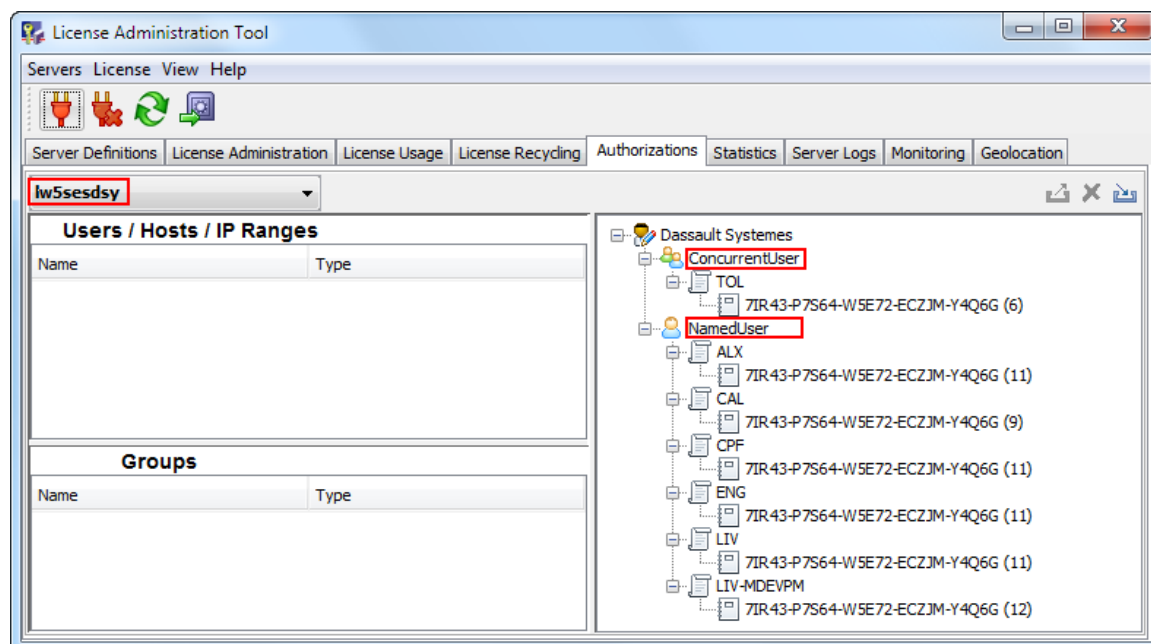 License Administration Tool
Servers License View Help
Server Definitions License Administration License Usage License Recycling Authorizations Statistics Server Logs Monitoring Geolocation
lw5sesdsy
Users / Hosts / IP Ranges
Name Type
Groups
Name Type
Dassault Systemes
ConcurrentUser
TOL
7IR43-P7S64-W5E72-ECZJM-Y4Q6G (6)
NamedUser
ALX
7IR43-P7S64-W5E72-ECZJM-Y4Q6G (11)
CAL
7IR43-P7S64-W5E72-ECZJM-Y4Q6G (9)
CPF
7IR43-P7S64-W5E72-ECZJM-Y4Q6G (11)
ENG
7IR43-P7S64-W5E72-ECZJM-Y4Q6G (11)
LIV
7IR43-P7S64-W5E72-ECZJM-Y4Q6G (11)
LIV-MDEVPM
7IR43-P7S64-W5E72-ECZJM-Y4Q6G (12)